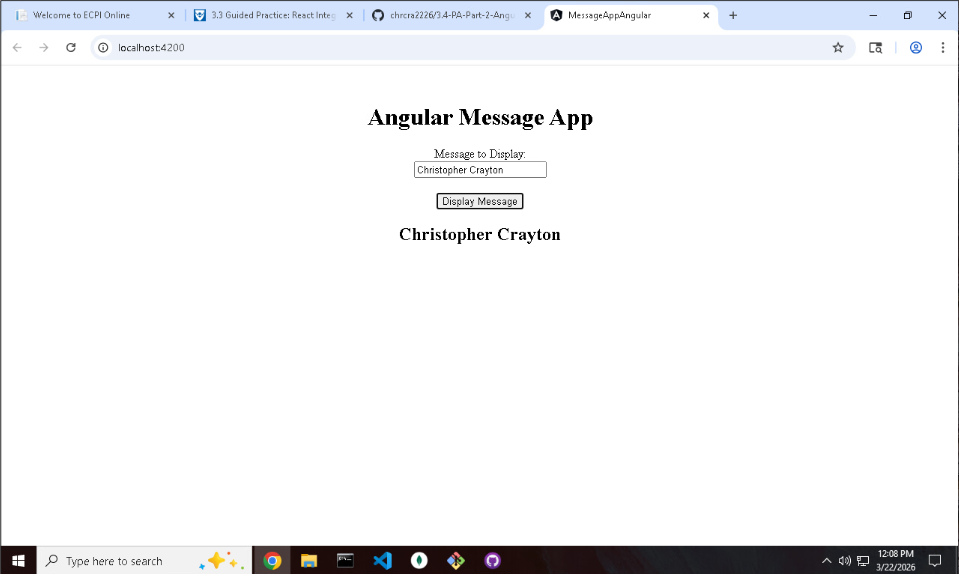 Welcome to ECPI Online
3.3 Guided Practice: React Integ
chrcra2226/3.4-PA-Part-2-Angu
MessageAppAngular
localhost:4200
Angular Message App
Message to Display:
Christopher Crayton
Display Message
Christopher Crayton
Type here to search
12:08 PM
3/22/2026